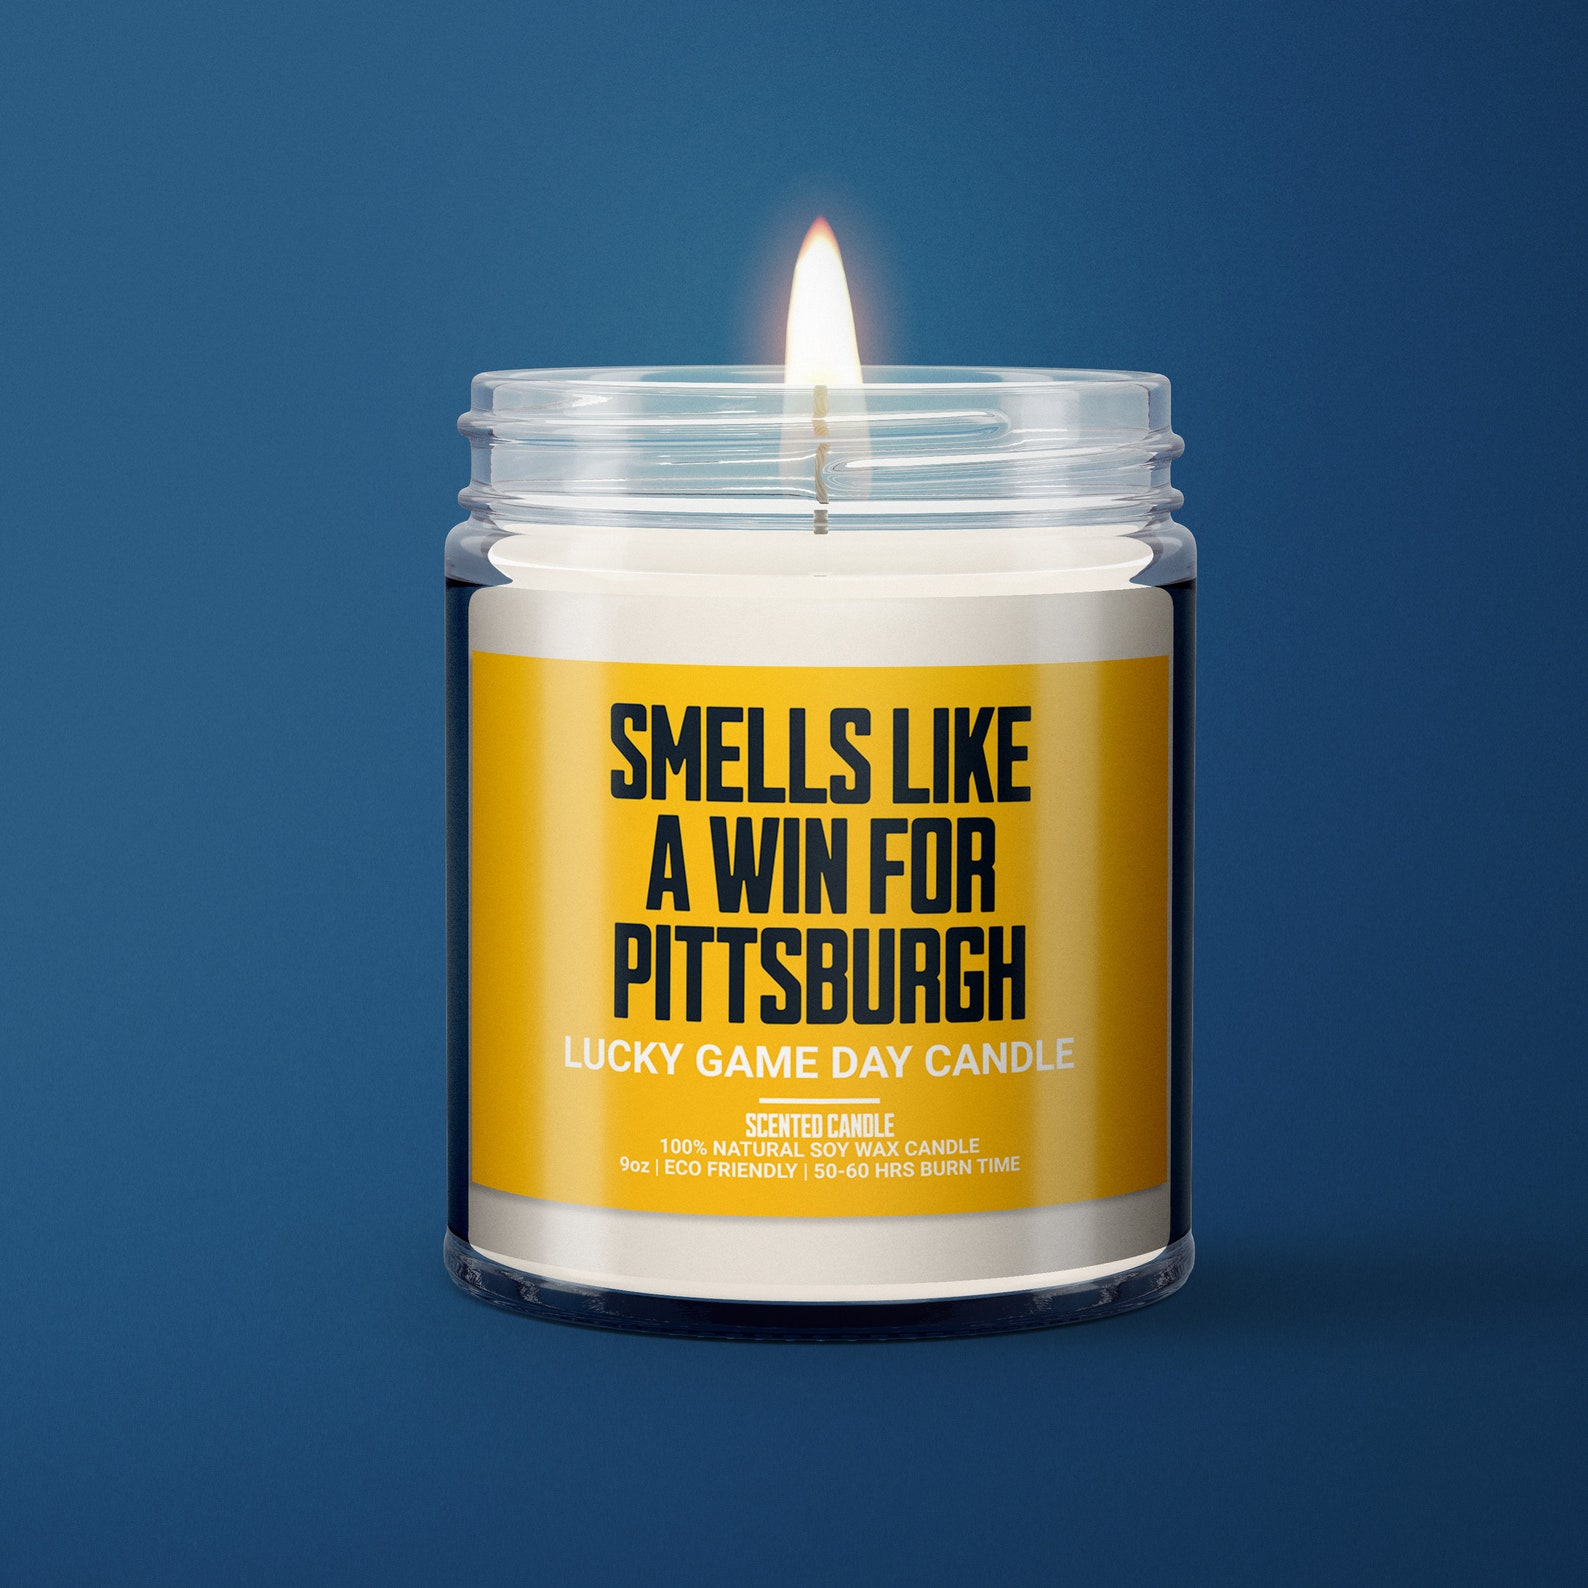 SMELLS LIKE
A WIN FOR
PITTSBURGH
LUCKY GAME DAY CANDLE
SCENTED CANDLE
100% NATURAL SOY WAX CANDLE
9oz | ECO FRIENDLY | 50-60 HRS BURN TIME